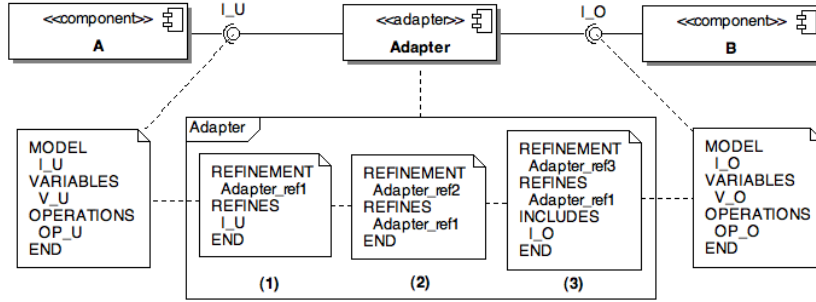 I_U
I_O
<<component>>
A
<<adapter>>
Adapter
<<component>>
B
MODEL
I_U
VARIABLES
V_U
OPERATIONS
OP_U
END
Adapter
REFINEMENT
Adapter_ref1
REFINES
I_U
END
(1)
REFINEMENT
Adapter_ref2
REFINES
Adapter_ref1
END
(2)
REFINEMENT
Adapter_ref3
REFINES
Adapter_ref1
INCLUDES
I_O
END
(3)
MODEL
I_O
VARIABLES
V_O
OPERATIONS
OP_O
END